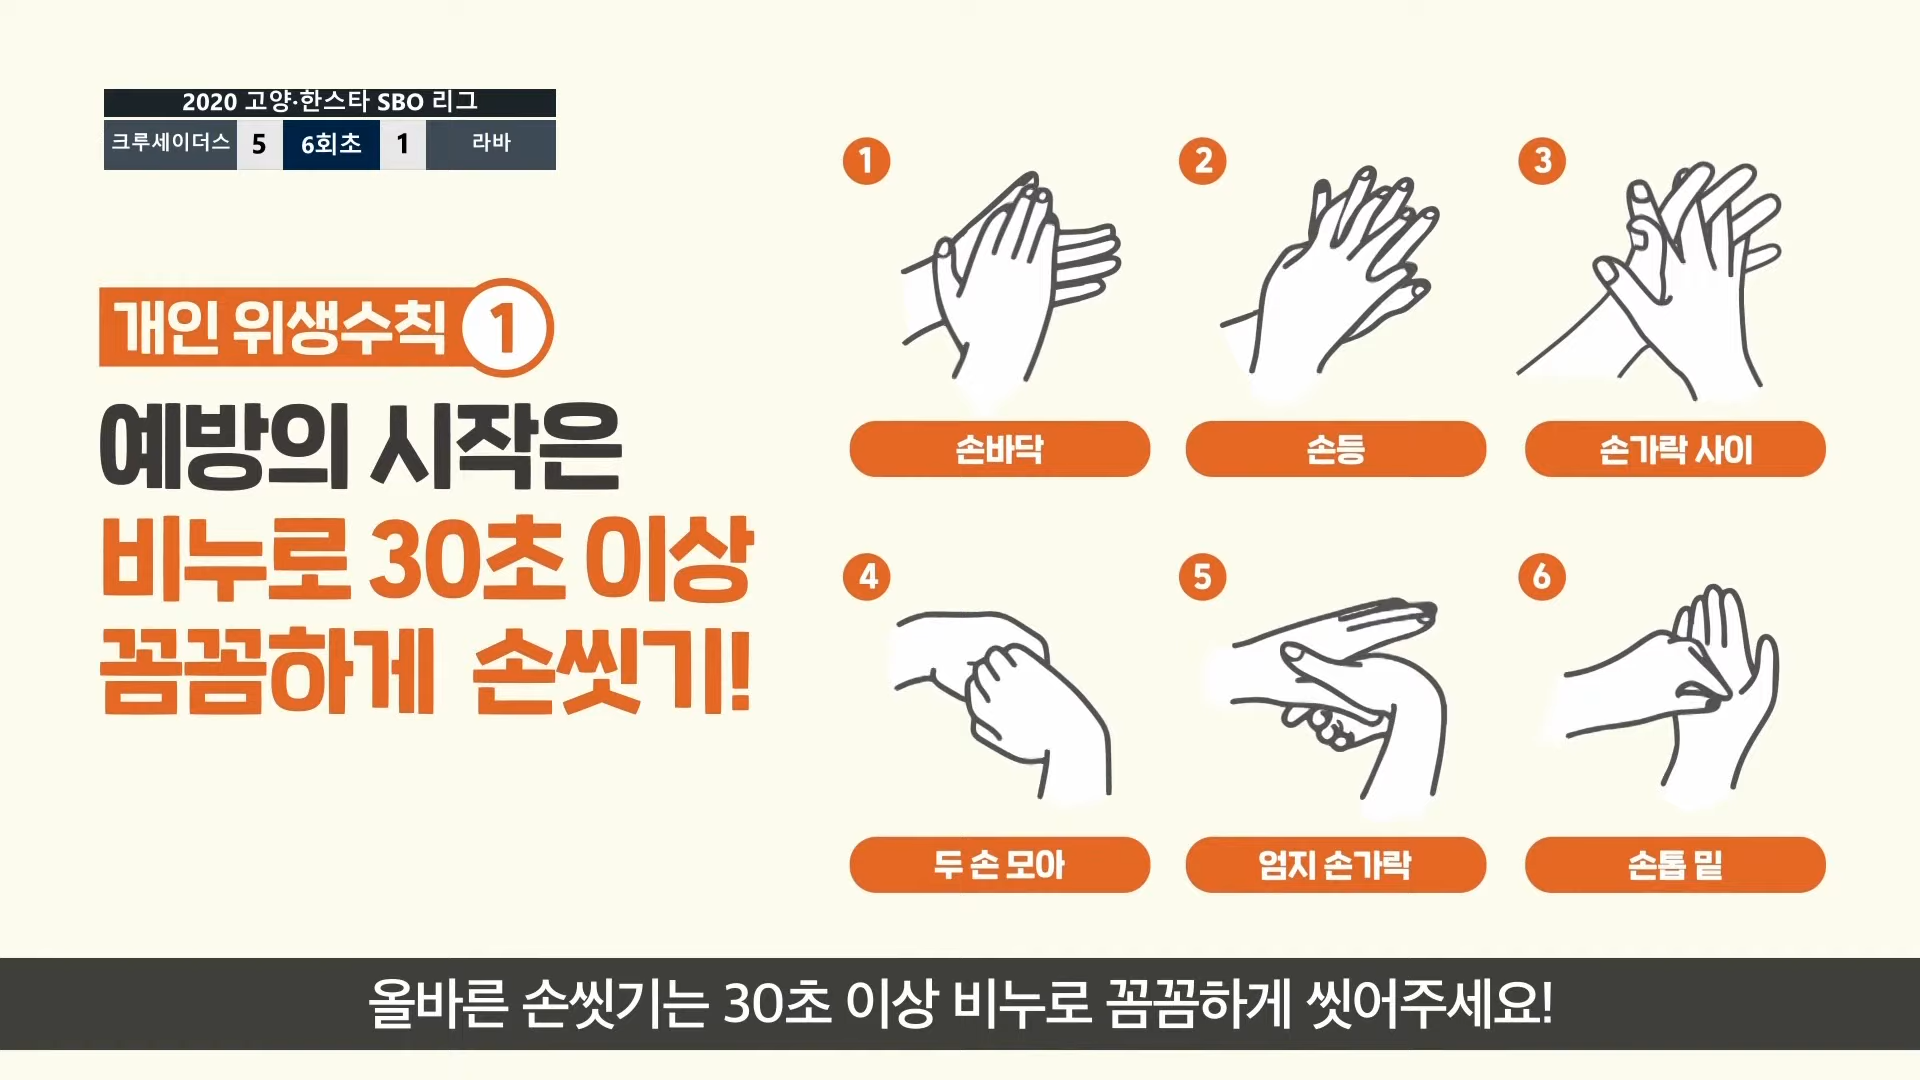 2020 고양·한스타 SBO 리그
크루세이더스 5 6회초 1 라바
개인 위생수칙 1
예방의 시작은
비누로 30초 이상
꼼꼼하게 손씻기!
1
손바닥
2
손등
3
손가락 사이
4
두 손 모아
5
엄지 손가락
6
손톱 밑
올바른 손씻기는 30초 이상 비누로 꼼꼼하게 씻어주세요!